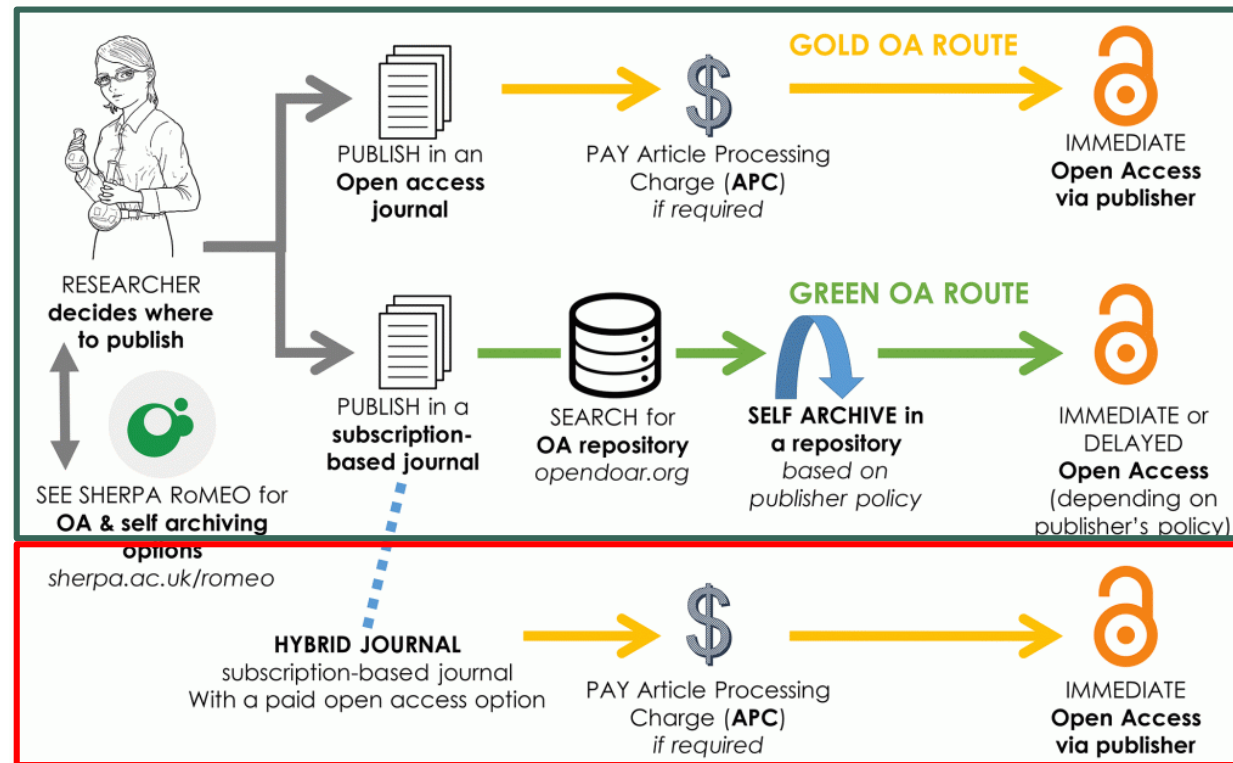 GOLD OA ROUTE
PUBLISH in an
Open access
journal
PAY Article Processing
Charge (APC)
if required
IMMEDIATE
Open Access
via publisher
RESEARCHER
decides where
to publish
GREEN OA ROUTE
PUBLISH in a
subscription-
based journal
SEARCH for
OA repository
opendoar.org
SELF ARCHIVE in
a repository
based on
publisher policy
IMMEDIATE or
DELAYED
Open Access
(depending on
publisher's policy)
SEE SHERPA RoMEO for
OA & self archiving
options
sherpa.ac.uk/romeo
HYBRID JOURNAL
subscription-based journal
With a paid open access option
PAY Article Processing
Charge (APC)
if required
IMMEDIATE
Open Access
via publisher